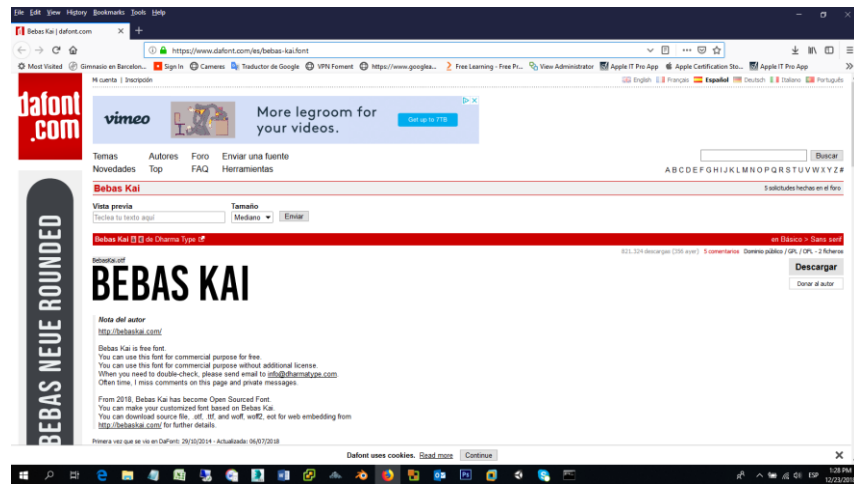 File Edit View History Bookmarks Tools Help
Bebas Kai | dafont.com
https://www.dafont.com/es/bebas-kai.font
Most Visited Gimnasio en Barcelon... Sign In Cameres Traductor de Google VPN Foment https://www.googlea... Free Learning - Free Pr... View Administrator Apple IT Pro App Apple Certification Sto... Apple IT Pro App
Mi cuenta | Inscripción
English Français Español Deutsch Italiano Português
dafont
.com
vimeo
More legroom for
your videos.
Get up to 7TB
Temas Autores Foro Enviar una fuente
Buscar
Novedades Top FAQ Herramientas
A B C D E F G H I J K L M N O P Q R S T U V W X Y Z #
Bebas Kai
5 solicitudes hechas en el foro
Vista previa Tamaño
Teclea tu texto aquí Mediano Enviar
Bebas Kai de Dharma Type
en Básico > Sans serif
5 comentarios Dominio público / GPL / OFL - 2 ficheros
BebasKai.otf
Descargar
BEBAS KAI
Donar al autor
Nota del autor
http://bebaskai.com/
Bebas Kai is free font.
You can use this font for commercial purpose for free.
You can use this font for commercial purpose without additional license.
When you need to double-check, please send email to info@dharmatype.com.
Often time, I miss comments on this page and private messages.
From 2018, Bebas Kai has become Open Sourced Font.
You can make your customized font based on Bebas Kai.
You can download source file, .otf, .ttf, and woff, woff2, eot for web embedding from
http://bebaskai.com/ for further details.
Primera vez que se vio en DaFont: 29/10/2014 - Actualizada: 06/07/2018
BEBAS NEUE ROUNDED
Dafont uses cookies. Read more Continue
ESP
1:28 PM